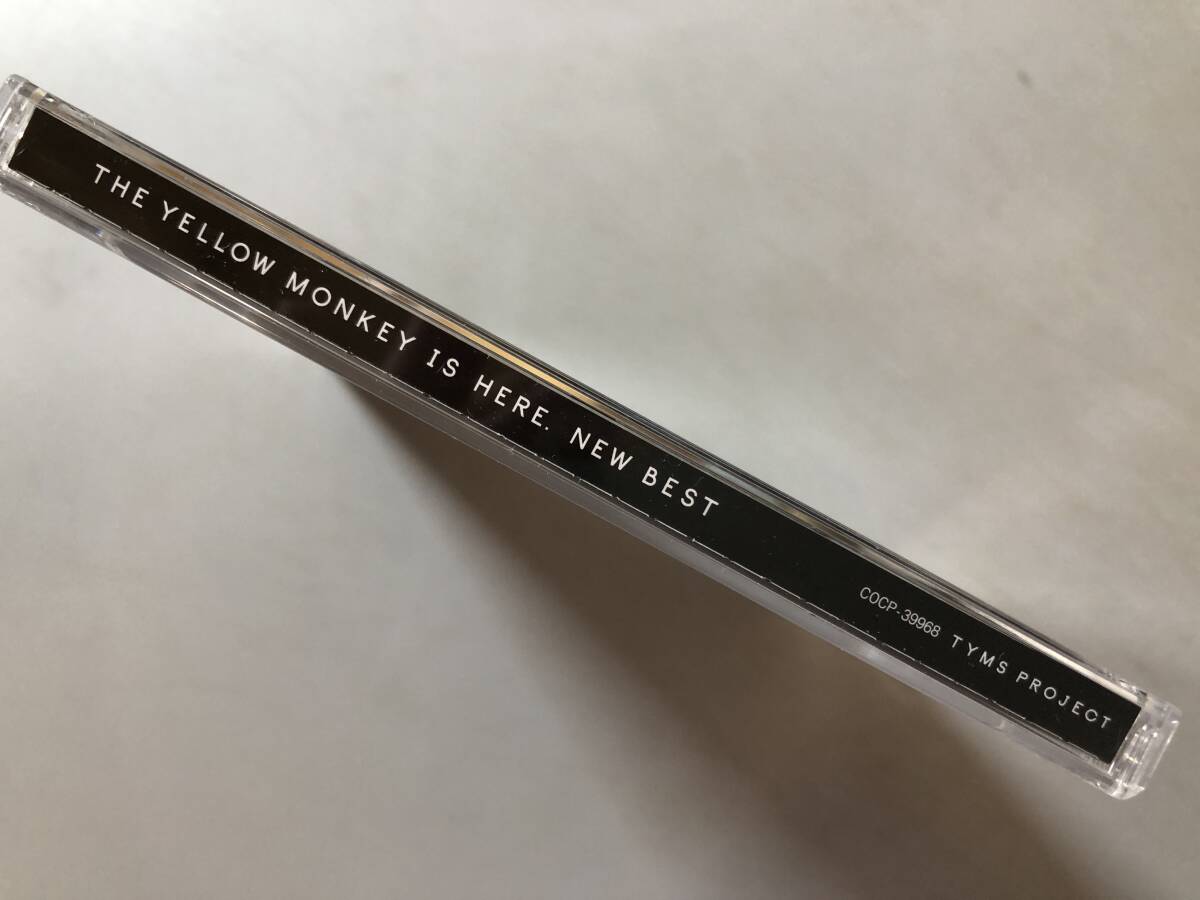 THE YELLOW MONKEY IS HERE. NEW BEST
COCP-39968 TYMS PROJECT